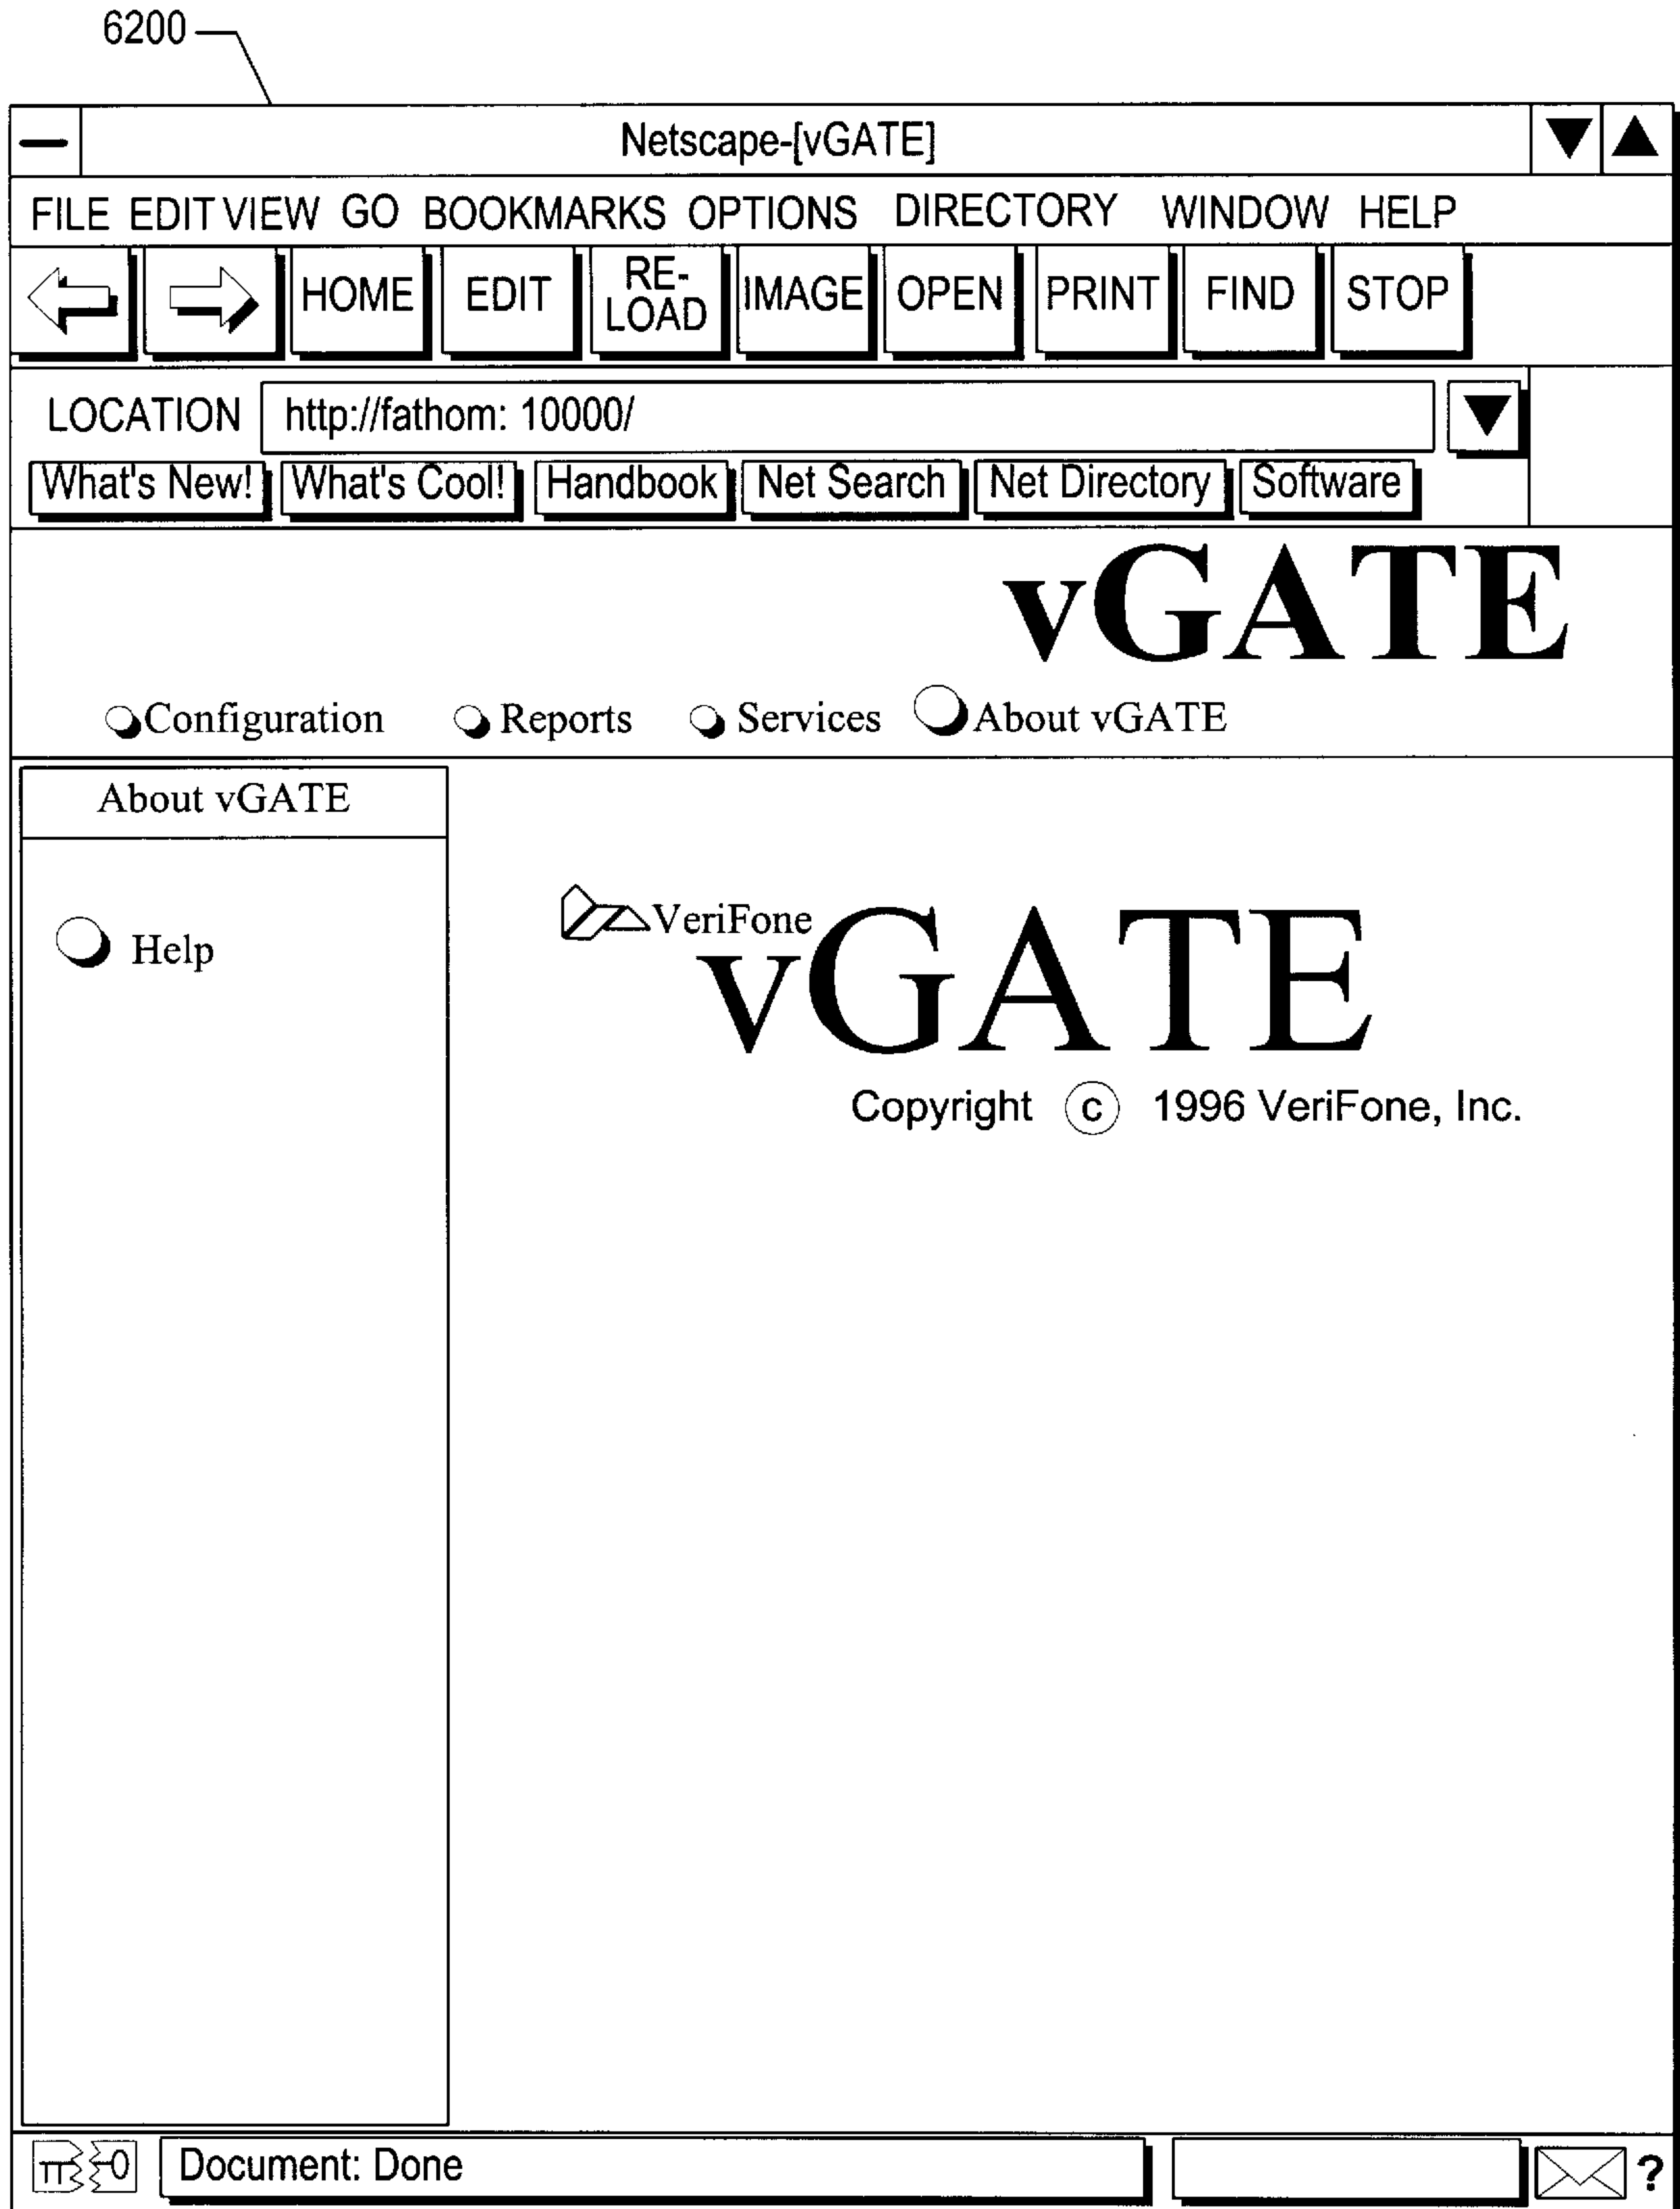 6200
Netscape-[vGATE]
FILE EDIT VIEW GO BOOKMARKS OPTIONS DIRECTORY WINDOW HELP
HOME EDIT RE-LOAD IMAGE OPEN PRINT FIND STOP
LOCATION http://fathom: 10000/
What's New! What's Cool! Handbook Net Search Net Directory Software
vGATE
Configuration Reports Services About vGATE
About vGATE
Help
VeriFone
vGATE
Copyright © 1996 VeriFone, Inc.
Document: Done ?